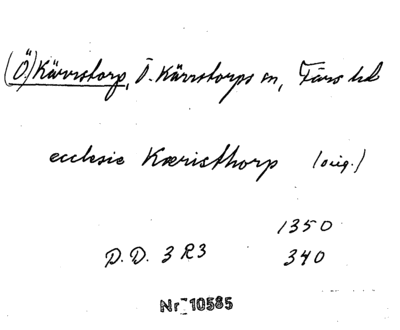 (Ö.) Kärrstorp, Ö. Kärrstorps sn, Färs hd
ecclesie Kæristhorp (orig.)
1350
D.D. 3 R3 340
Nr 10585